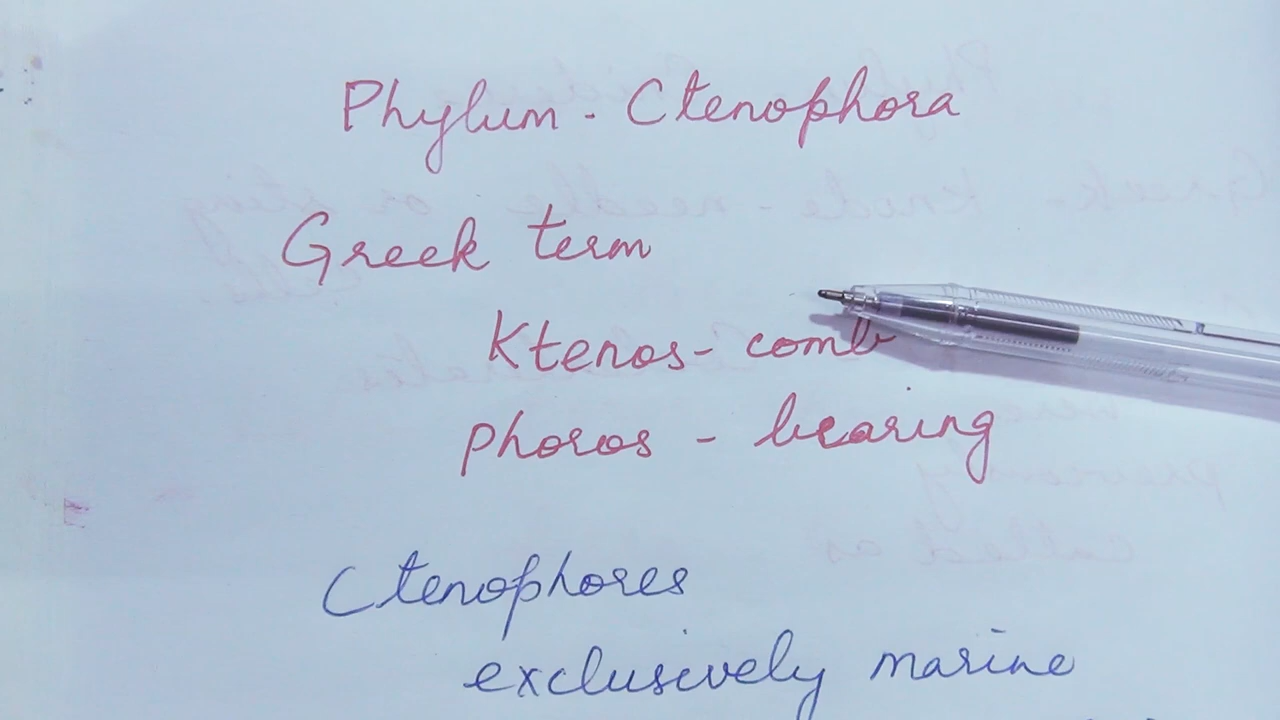 Phylum - Ctenophora
Greek term
Ktenos - comb
phoros - bearing
Ctenophores
exclusively marine